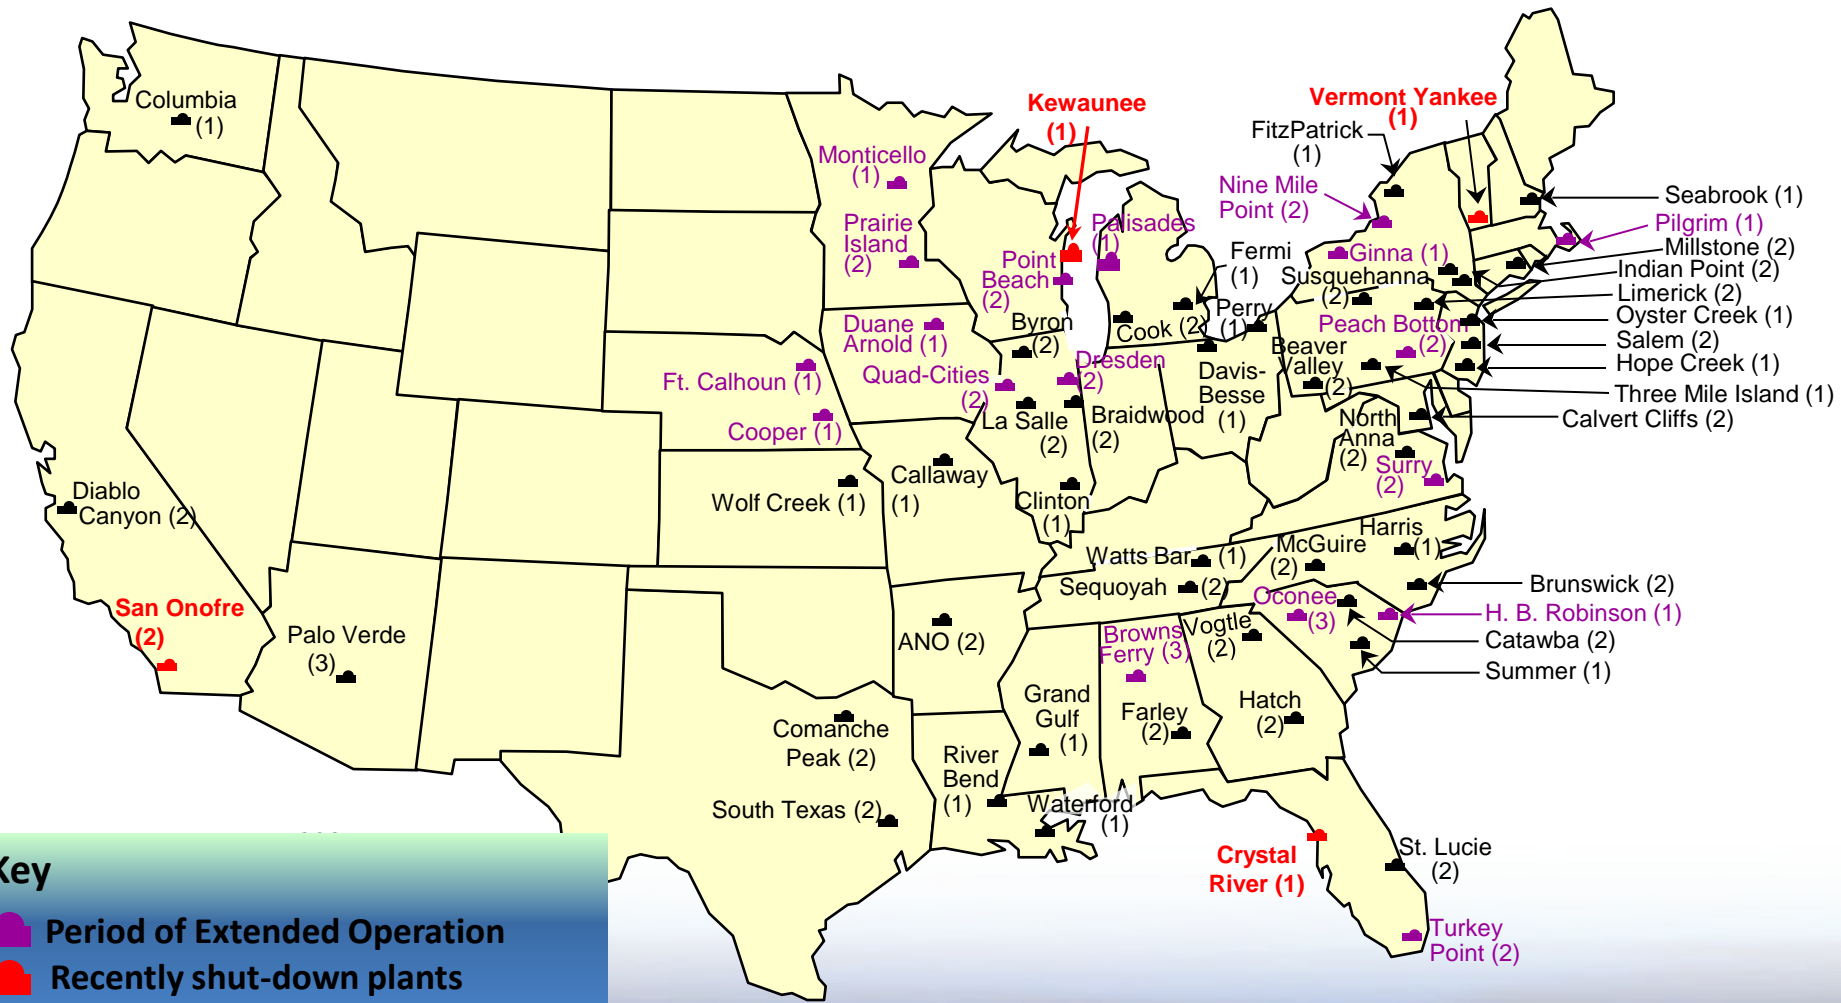 Columbia
(1)
Kewaunee
(1)
Vermont Yankee
(1)
FitzPatrick
(1)
Monticello
(1)
Nine Mile
Point (2)
Seabrook (1)
Pilgrim (1)
Millstone (2)
Indian Point (2)
Limerick (2)
Oyster Creek (1)
Salem (2)
Hope Creek (1)
Three Mile Island (1)
Calvert Cliffs (2)
Prairie
Island
(2)
Palisades
(1)
Point
Beach
(2)
Fermi
(1)
Ginna (1)
Susquehanna
(2)
Duane
Arnold (1)
Byron
(2)
Cook (2)
Perry
(1)
Peach Bottom
(2)
Beaver
Valley
(2)
Ft. Calhoun (1)
Quad-Cities
(2)
Dresden
(2)
Davis-
Besse
(1)
Cooper (1)
La Salle
(2)
Braidwood
(2)
North
Anna
(2)
Surry
(2)
Diablo
Canyon (2)
Wolf Creek (1)
Callaway
(1)
Clinton
(1)
Harris
(1)
McGuire
(2)
Watts Bar (1)
Sequoyah (2)
Brunswick (2)
H. B. Robinson (1)
Catawba (2)
Summer (1)
Oconee
(3)
San Onofre
(2)
Palo Verde
(3)
ANO (2)
Browns
Ferry (3)
Vogtle
(2)
Grand
Gulf
(1)
Farley
(2)
Hatch
(2)
Comanche
Peak (2)
River
Bend
(1)
South Texas (2)
Waterford
(1)
Crystal
River (1)
St. Lucie
(2)
Turkey
Point (2)
Key
Period of Extended Operation
Recently shut-down plants